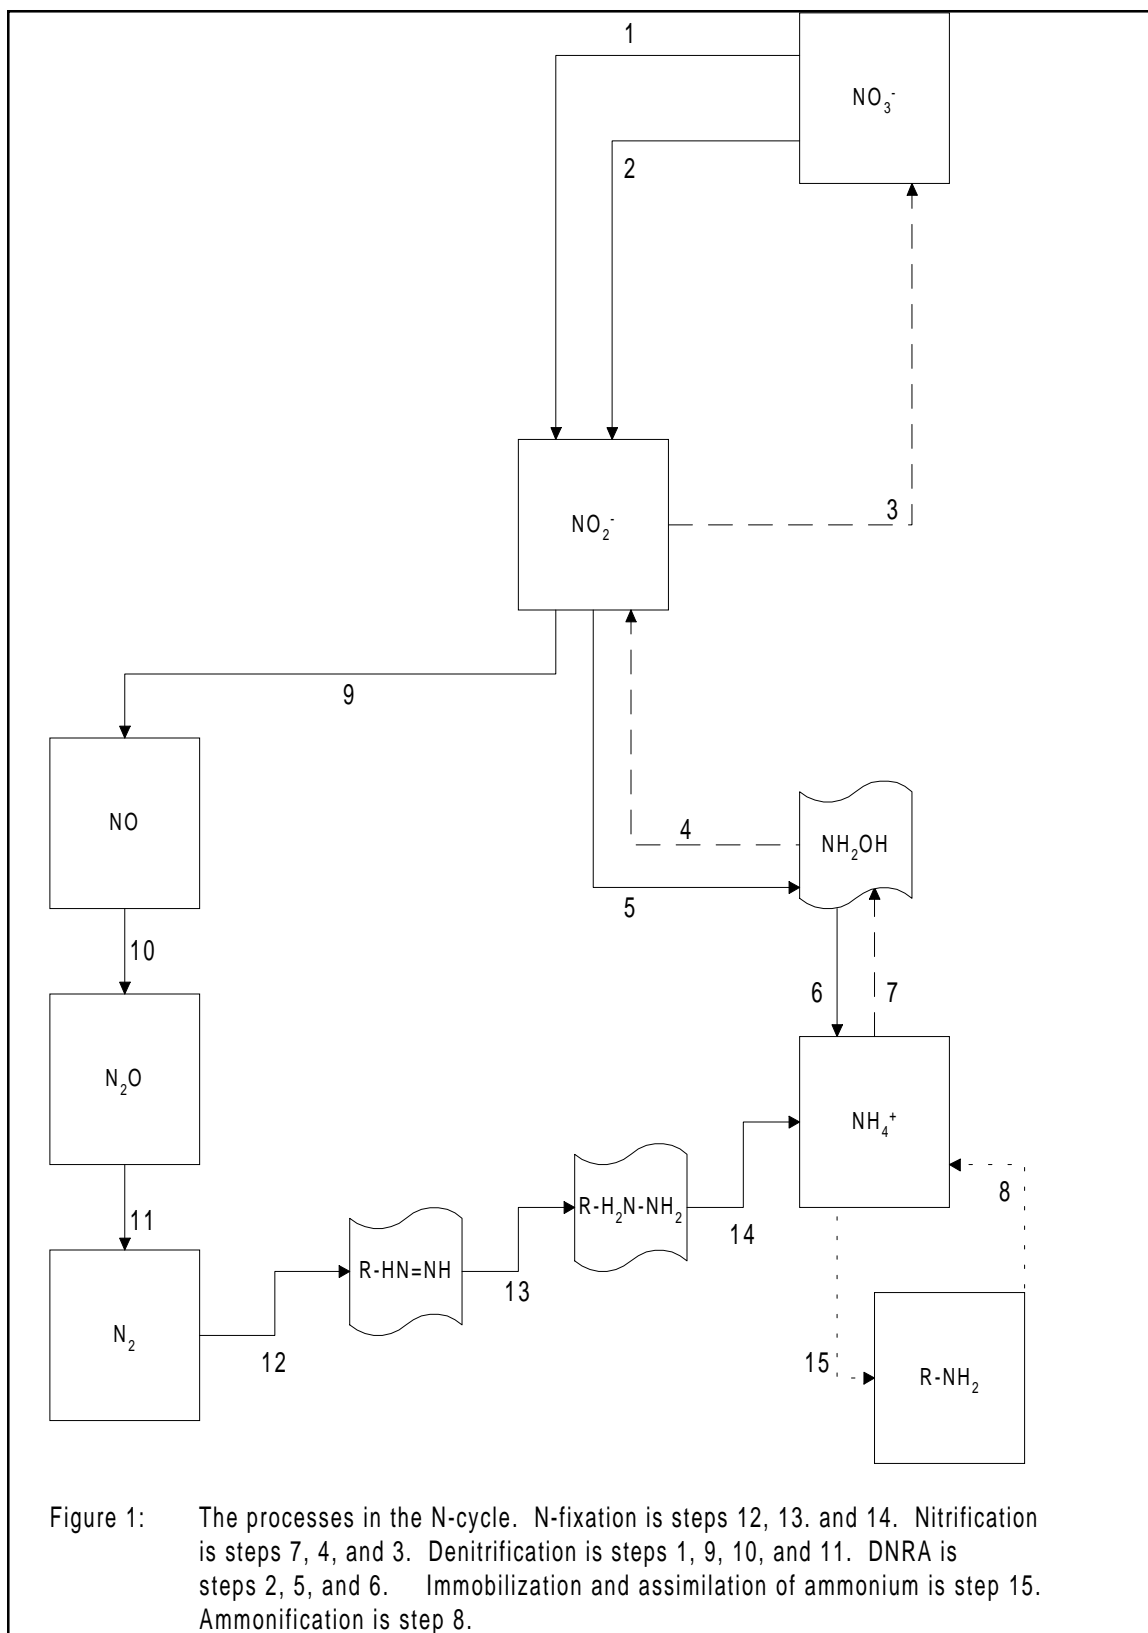 1
NO₃⁻
2
3
NO₂⁻
9
NO
4
NH₂OH
5
10
6
7
N₂O
NH₄⁺
8
11
R-H₂N-NH₂
14
R-HN=NH
13
N₂
12
15
R-NH₂
Figure 1: The processes in the N-cycle. N-fixation is steps 12, 13. and 14. Nitrification
is steps 7, 4, and 3. Denitrification is steps 1, 9, 10, and 11. DNRA is
steps 2, 5, and 6. Immobilization and assimilation of ammonium is step 15.
Ammonification is step 8.